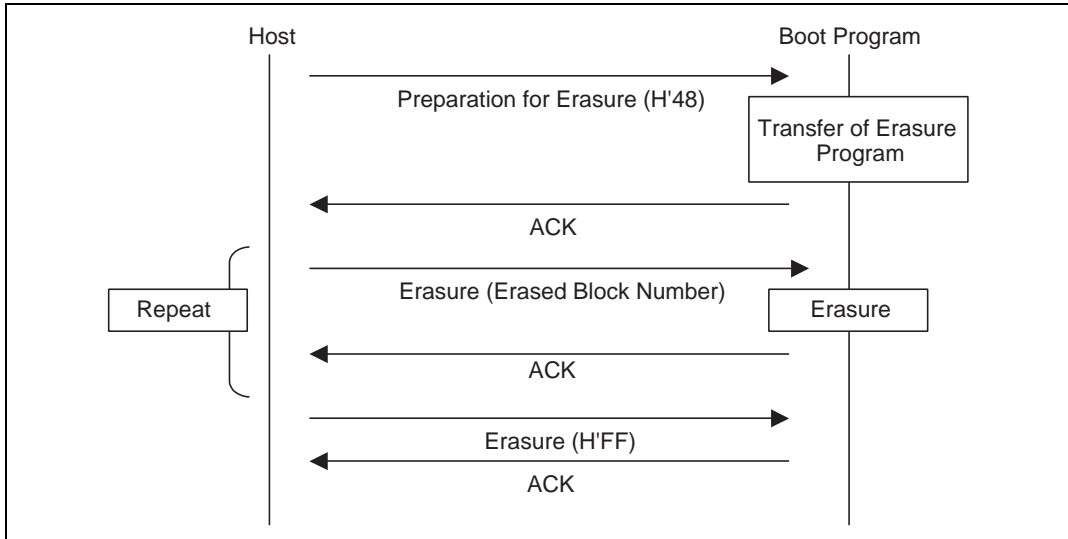 Host
Boot Program
Preparation for Erasure (H'48)
Transfer of Erasure
Program
ACK
Erasure (Erased Block Number)
Repeat
Erasure
ACK
Erasure (H'FF)
ACK